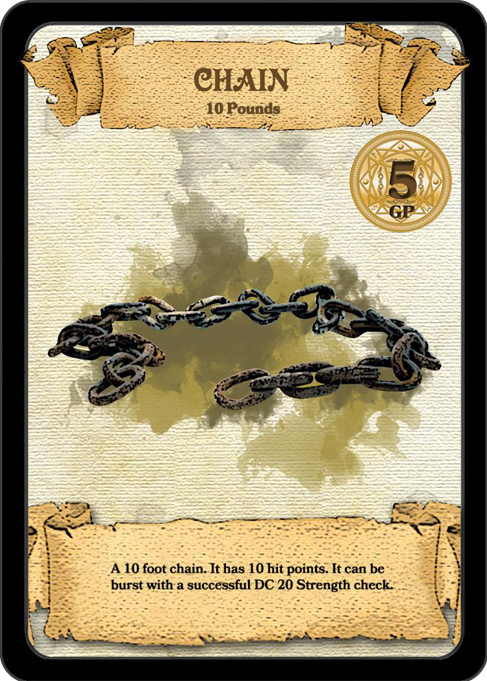 CHAIN
10 Pounds
5
GP
A 10 foot chain. It has 10 hit points. It can be
burst with a successful DC 20 Strength check.